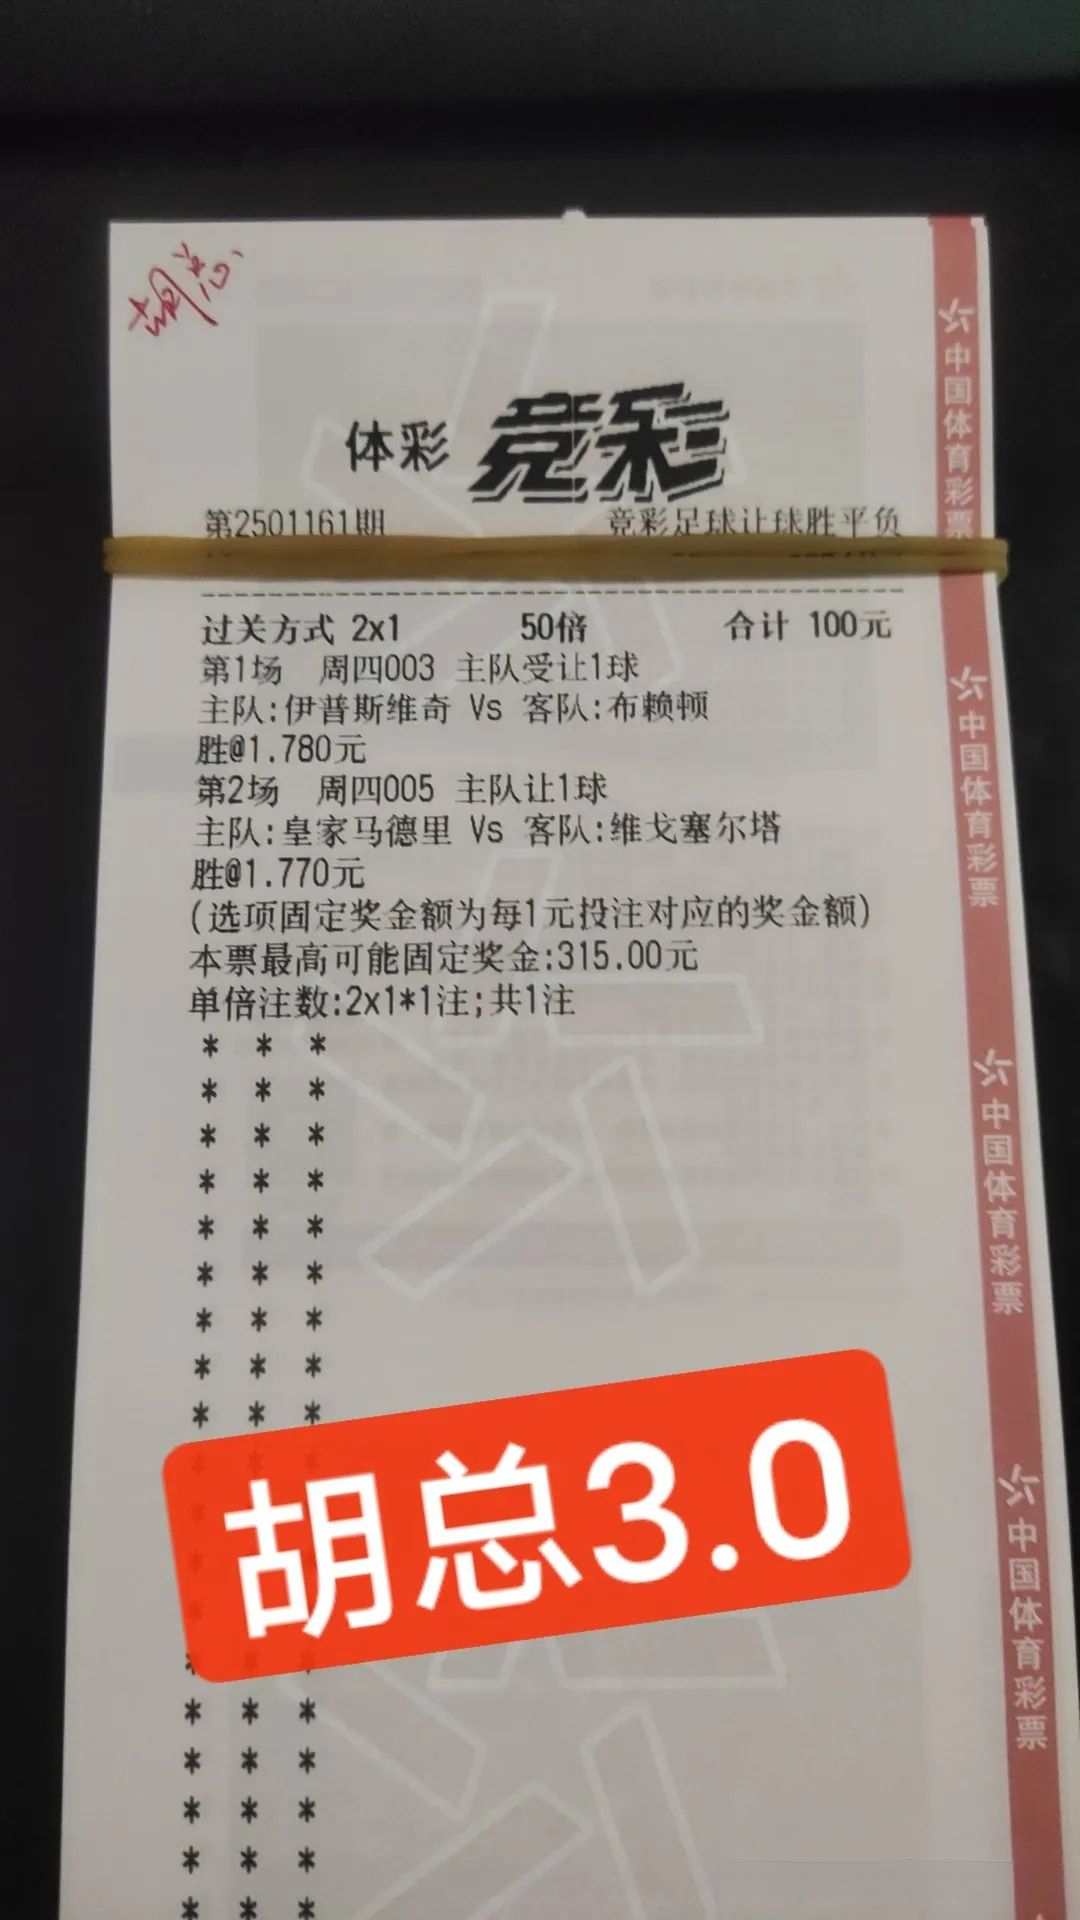 胡总
体彩 竞彩
第2501161期 竞彩足球让球胜平负
过关方式 2x1 50倍 合计 100元
第1场 周四003 主队受让1球
主队:伊普斯维奇 Vs 客队:布赖顿
胜@1.780元
第2场 周四005 主队让1球
主队:皇家马德里 Vs 客队:维戈塞尔塔
胜@1.770元
(选项固定奖金额为每1元投注对应的奖金额)
本票最高可能固定奖金:315.00元
单倍注数:2x1*1注;共1注
* * *
* * *
* * *
* * *
* * *
* * *
* * *
* * *
* * *
胡总3.0
* * *
* * *
* * *
* * *
* * *
中国体育彩票
中国体育彩票
中国体育彩票
中国体育彩票